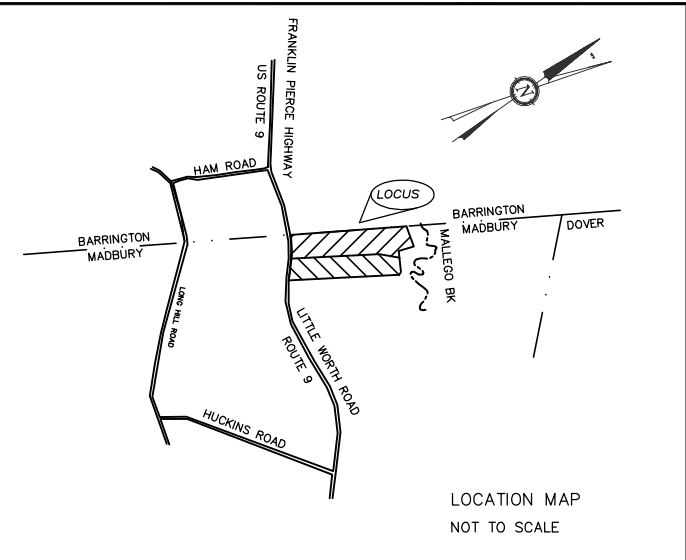 FRANKLIN PIERCE HIGHWAY
US ROUTE 9
N
HAM ROAD
LOCUS
BARRINGTON
MADBURY
BARRINGTON
MADBURY
DOVER
MALLEGO BK
LONG HILL ROAD
LITTLE WORTH ROAD
ROUTE 9
HUCKINS ROAD
LOCATION MAP
NOT TO SCALE